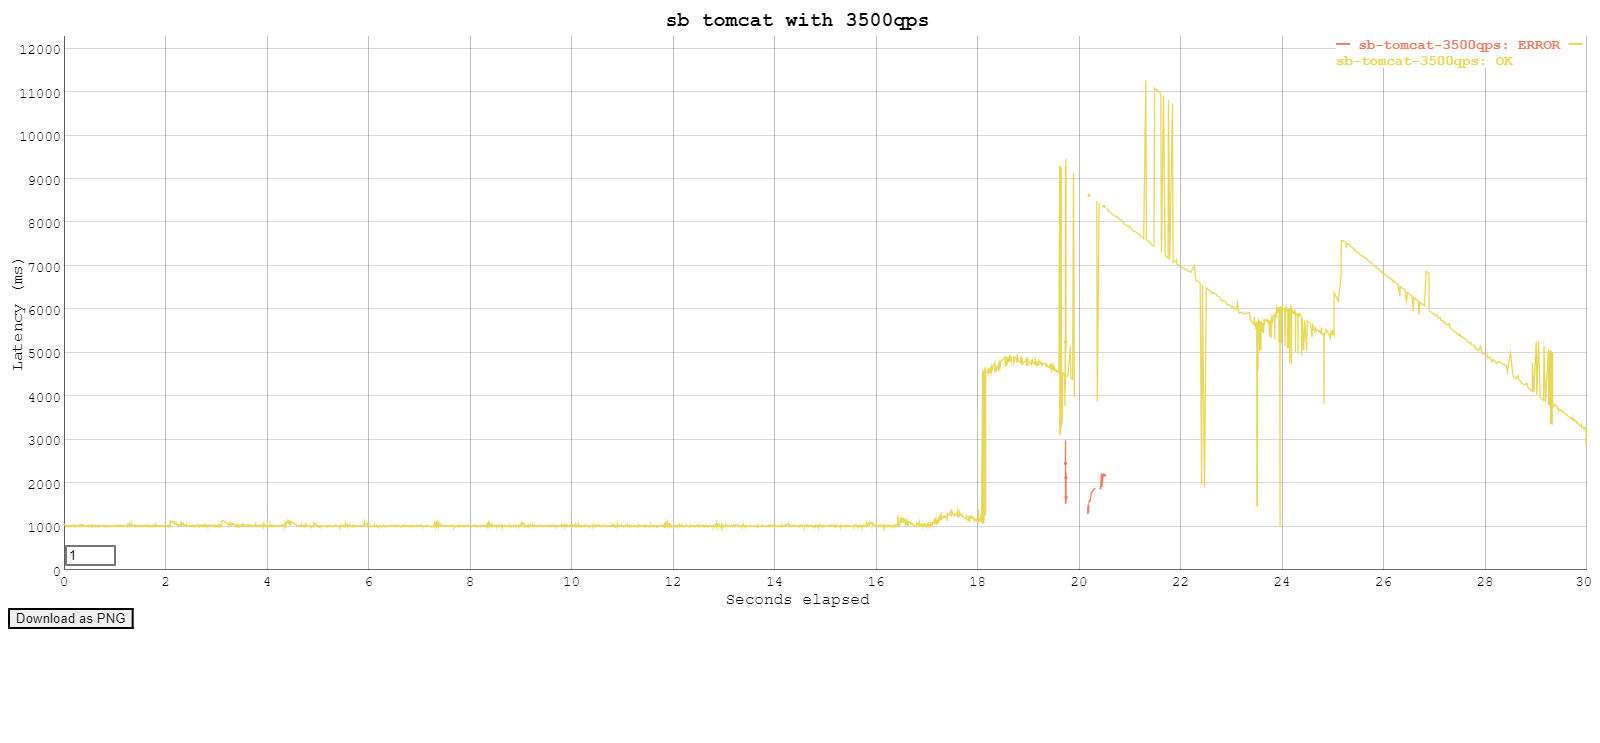 sb tomcat with 3500qps
sb-tomcat-3500qps: ERROR
sb-tomcat-3500qps: OK
12000
11000
10000
9000
8000
7000
6000
5000
4000
3000
2000
1000
0
Latency (ms)
1
0 2 4 6 8 10 12 14 16 18 20 22 24 26 28 30
Seconds elapsed
Download as PNG